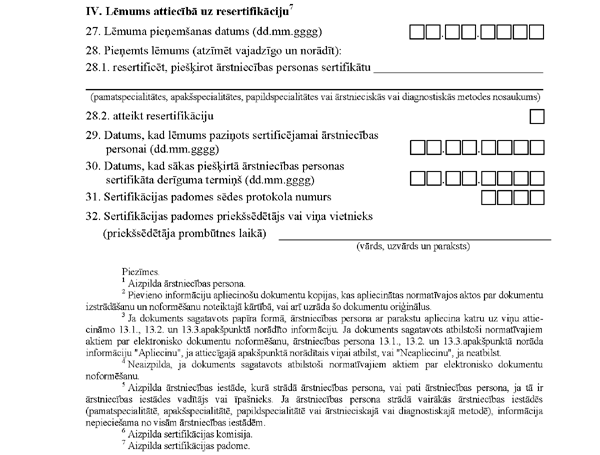 IV. Lēmums attiecībā uz resertifikāciju⁷
27. Lēmuma pieņemšanas datums (dd.mm.gggg)
28. Pieņemts lēmums (atzīmēt vajadzīgo un norādīt):
28.1. resertificēt, piešķirot ārstniecības personas sertifikātu
(pamatspecialitātes, apakšspecialitātes, papildspecialitātes vai ārstnieciskās vai diagnostiskās metodes nosaukums)
28.2. atteikt resertifikāciju
29. Datums, kad lēmums paziņots sertificējamai ārstniecības
personai (dd.mm.gggg)
30. Datums, kad sākas piešķirtā ārstniecības personas
sertifikāta derīguma termiņš (dd.mm.gggg)
31. Sertifikācijas padomes sēdes protokola numurs
32. Sertifikācijas padomes priekšsēdētājs vai viņa vietnieks
(priekšsēdētāja prombūtnes laikā)
(vārds, uzvārds un paraksts)
Piezīmes.
¹ Aizpilda ārstniecības persona.
² Pievieno informāciju apliecinošu dokumentu kopijas, kas apliecinātas normatīvajos aktos par dokumentu
izstrādāšanu un noformēšanu noteiktajā kārtībā, vai arī uzrāda šo dokumentu oriģinālus.
³ Ja dokuments sagatavots papīra formā, ārstniecības persona ar parakstu apliecina katru uz viņu attie-
cināmo 13.1., 13.2. un 13.3.apakšpunktā norādīto informāciju. Ja dokuments sagatavots atbilstoši normatīvajiem
aktiem par elektronisko dokumentu noformēšanu, ārstniecības persona 13.1., 13.2. un 13.3.apakšpunktā norāda
informāciju "Apliecinu", ja attiecīgajā apakšpunktā norādītais viņai atbilst, vai "Neapliecinu", ja neatbilst.
⁴ Neaizpilda, ja dokuments sagatavots atbilstoši normatīvajiem aktiem par elektronisko dokumentu
noformēšanu.
⁵ Aizpilda ārstniecības iestāde, kurā strādā ārstniecības persona, vai pati ārstniecības persona, ja tā ir
ārstniecības iestādes vadītājs vai īpašnieks. Ja ārstniecības persona strādā vairākās ārstniecības iestādēs
(pamatspecialitātē, apakšspecialitātē, papildspecialitātē vai ārstnieciskajā vai diagnostiskajā metodē), informācija
nepieciešama no visām ārstniecības iestādēm.
⁶ Aizpilda sertifikācijas komisija.
⁷ Aizpilda sertifikācijas padome.